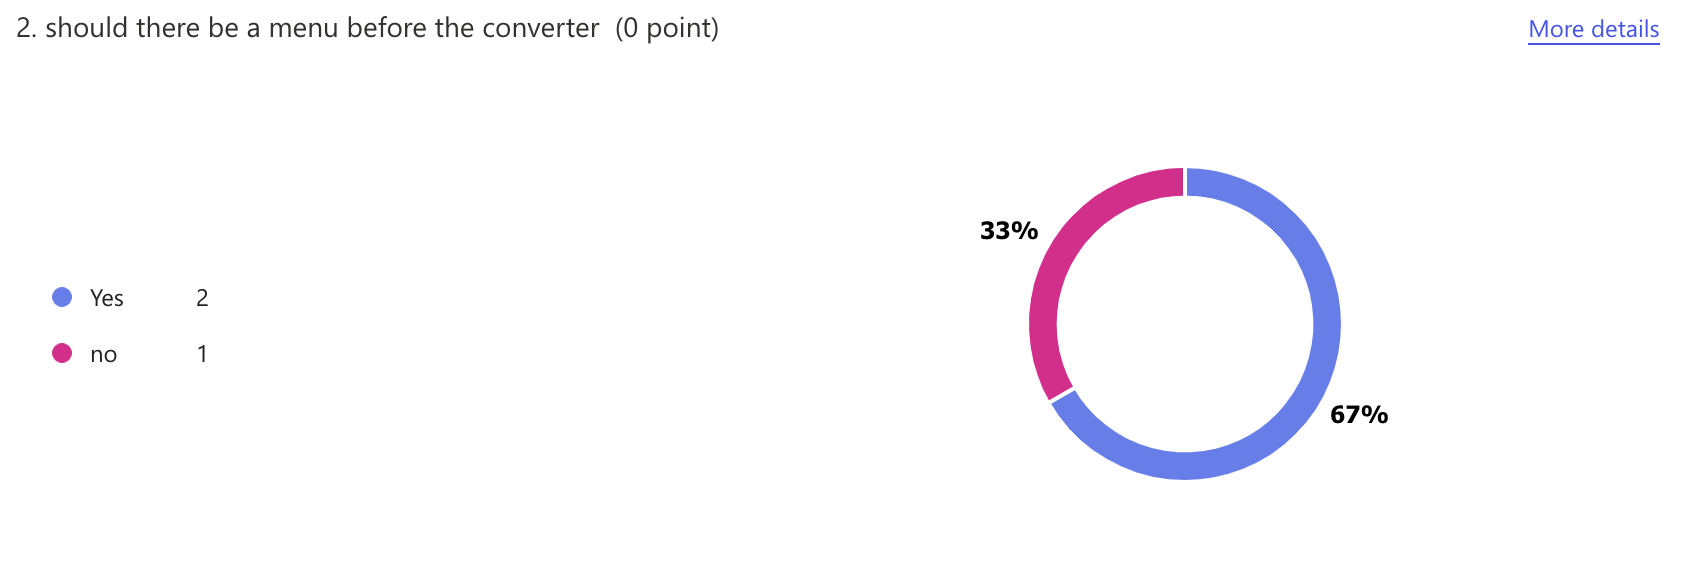 2. should there be a menu before the converter (0 point)
More details
33%
Yes 2
no 1
67%